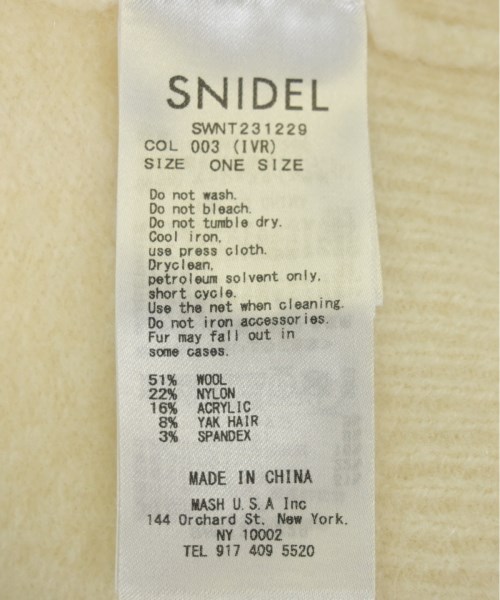 SNIDEL
SWNT231229
COL 003 (IVR)
SIZE ONE SIZE
Do not wash.
Do not bleach.
Do not tumble dry.
Cool iron,
use press cloth.
Dryclean,
petroleum solvent only.
short cycle.
Use the net when cleaning.
Do not iron accessories.
Fur may fall out in
some cases.
51% WOOL
22% NYLON
16% ACRYLIC
8% YAK HAIR
3% SPANDEX
MADE IN CHINA
MASH U.S.A Inc
144 Orchard St. New York.
NY 10002
TEL 917 409 5520